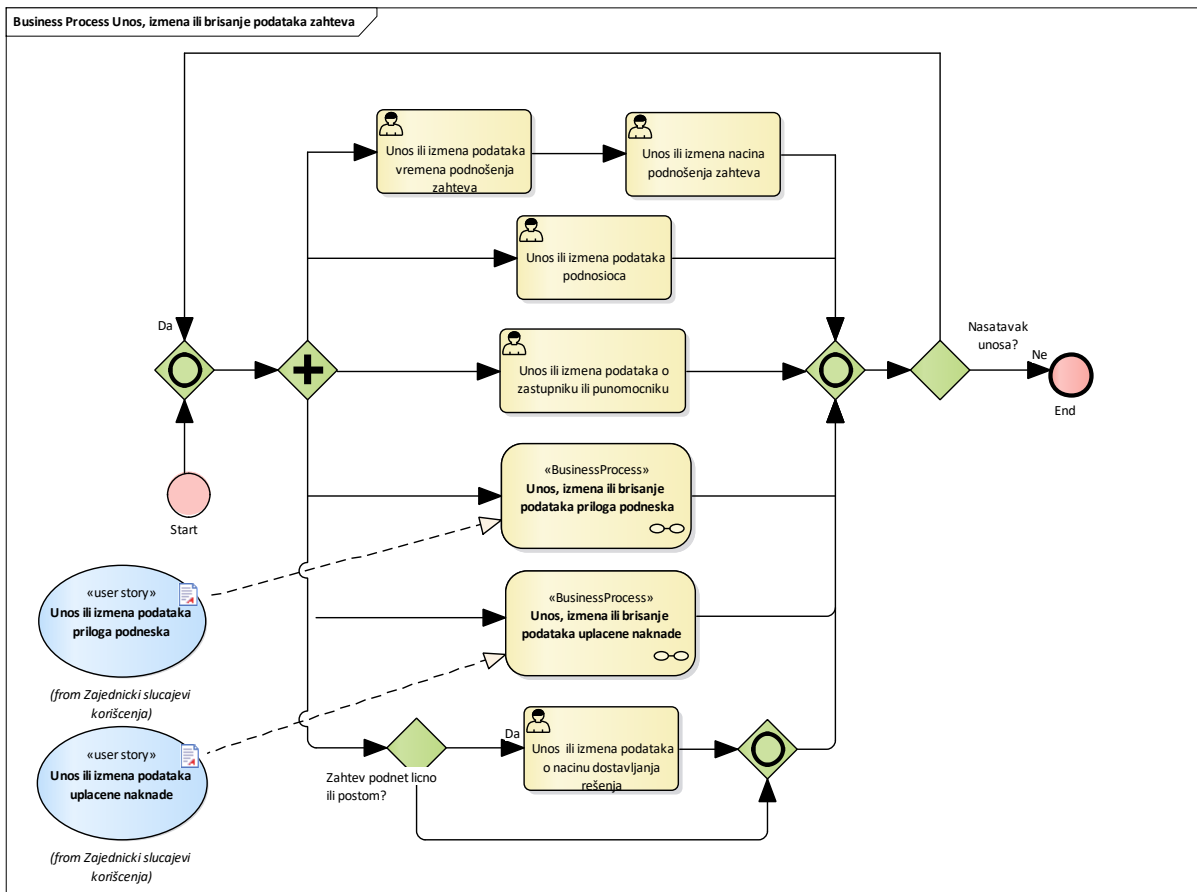 Business Process Unos, izmena ili brisanje podataka zahteva
Unos ili izmena podataka
vremena podnošenja
zahteva
Unos ili izmena nacina
podnošenja zahteva
Unos ili izmena podataka
podnosioca
Da
Nasatavak
unosa?
Ne
Unos ili izmena podataka o
zastupniku ili punomocniku
End
«BusinessProcess»
Unos, izmena ili brisanje
podataka priloga podneska
Start
«user story»
Unos ili izmena podataka
priloga podneska
(from Zajednicki slucajevi
korišcenja)
«BusinessProcess»
Unos, izmena ili brisanje
podataka uplacene naknade
«user story»
Unos ili izmena podataka
uplacene naknade
(from Zajednicki slucajevi
korišcenja)
Zahtev podnet licno
ili postom?
Da
Unos ili izmena podataka
o nacinu dostavljanja
rešenja